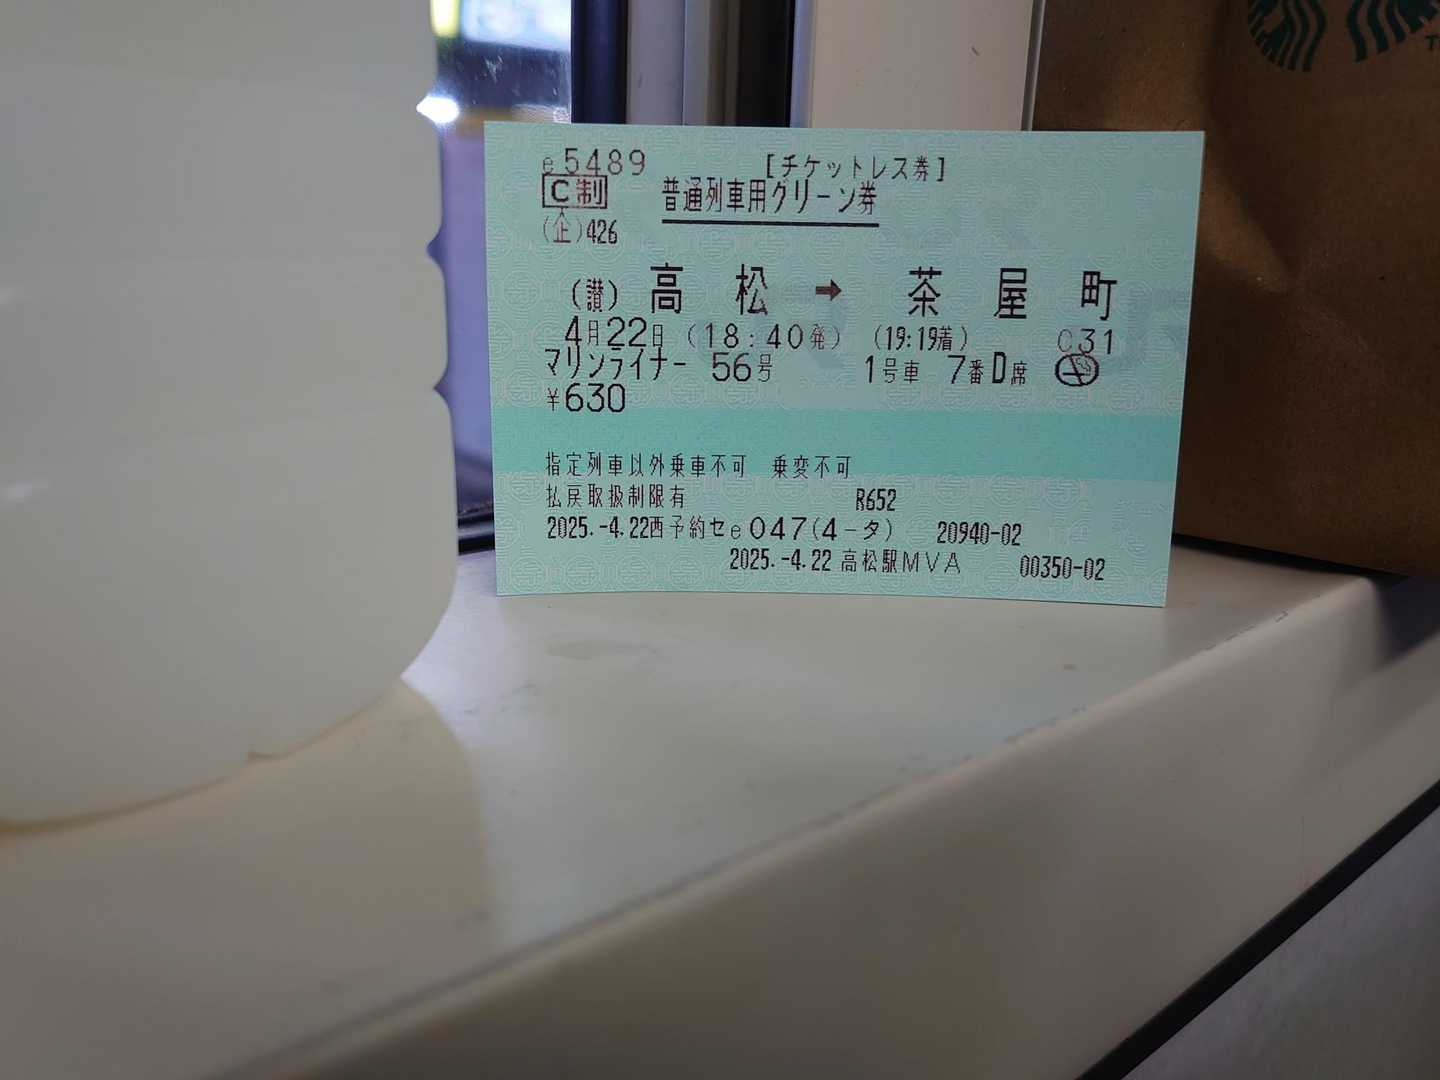 e5489 [チケットレス券]
C制 普通列車用グリーン券
(企)426
(讃) 高松 → 茶屋町
4月22日 (18:40発) (19:19着) C31
マリンライナー 56号 1号車 7番D席
¥630
指定列車以外乗車不可 乗変不可
払戻取扱制限有 R652
2025.-4.22西予約セe047(4-タ) 20940-02
2025.-4.22 高松駅MVA 00350-02